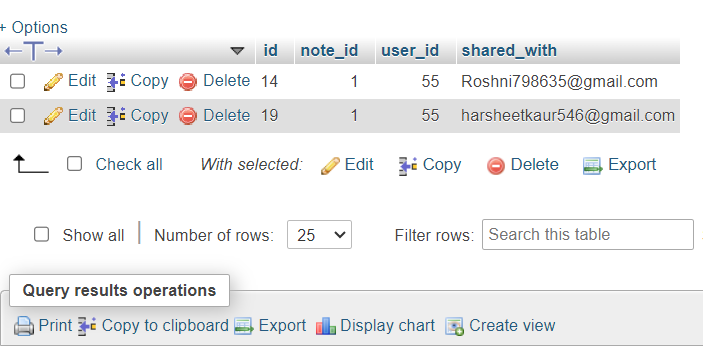 + Options
←T→ id note_id user_id shared_with
Edit Copy Delete 14 1 55 Roshni798635@gmail.com
Edit Copy Delete 19 1 55 harsheetkaur546@gmail.com
Check all With selected: Edit Copy Delete Export
Show all | Number of rows: 25 Filter rows: Search this table
Query results operations
Print Copy to clipboard Export Display chart Create view